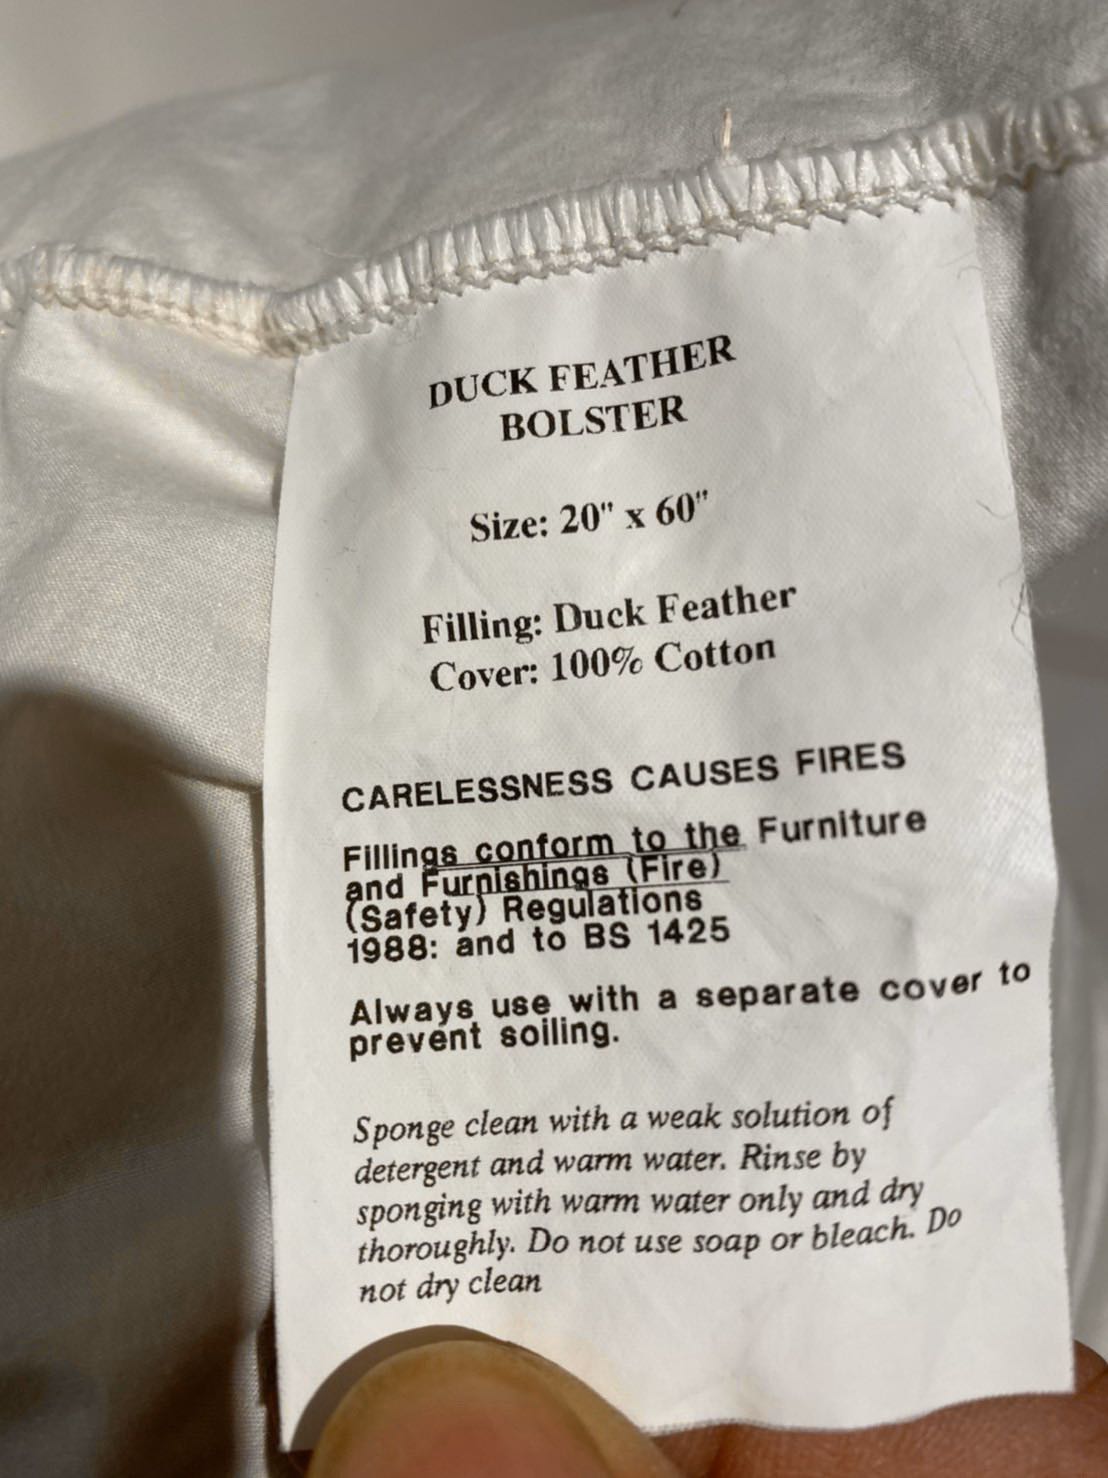 DUCK FEATHER
BOLSTER
Size: 20" x 60"
Filling: Duck Feather
Cover: 100% Cotton
CARELESSNESS CAUSES FIRES
Fillings conform to the Furniture
and Furnishings (Fire)
(Safety) Regulations
1988: and to BS 1425
Always use with a separate cover to
prevent soiling.
Sponge clean with a weak solution of
detergent and warm water. Rinse by
sponging with warm water only and dry
thoroughly. Do not use soap or bleach. Do
not dry clean